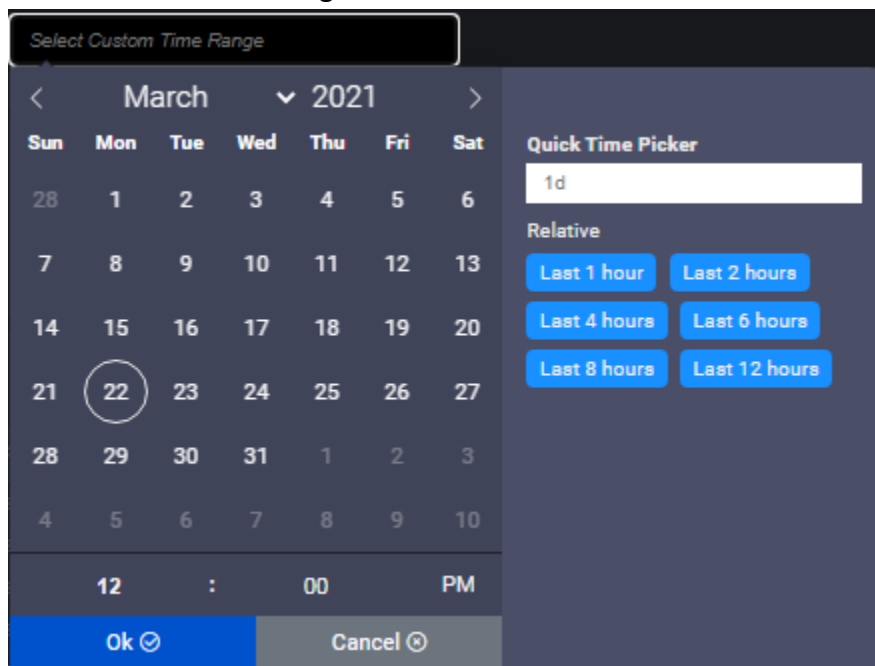 Select Custom Time Range
March 2021
Sun Mon Tue Wed Thu Fri Sat
28 1 2 3 4 5 6
7 8 9 10 11 12 13
14 15 16 17 18 19 20
21 22 23 24 25 26 27
28 29 30 31 1 2 3
4 5 6 7 8 9 10
12 : 00 PM
Ok Cancel
Quick Time Picker
1d
Relative
Last 1 hour Last 2 hours
Last 4 hours Last 6 hours
Last 8 hours Last 12 hours